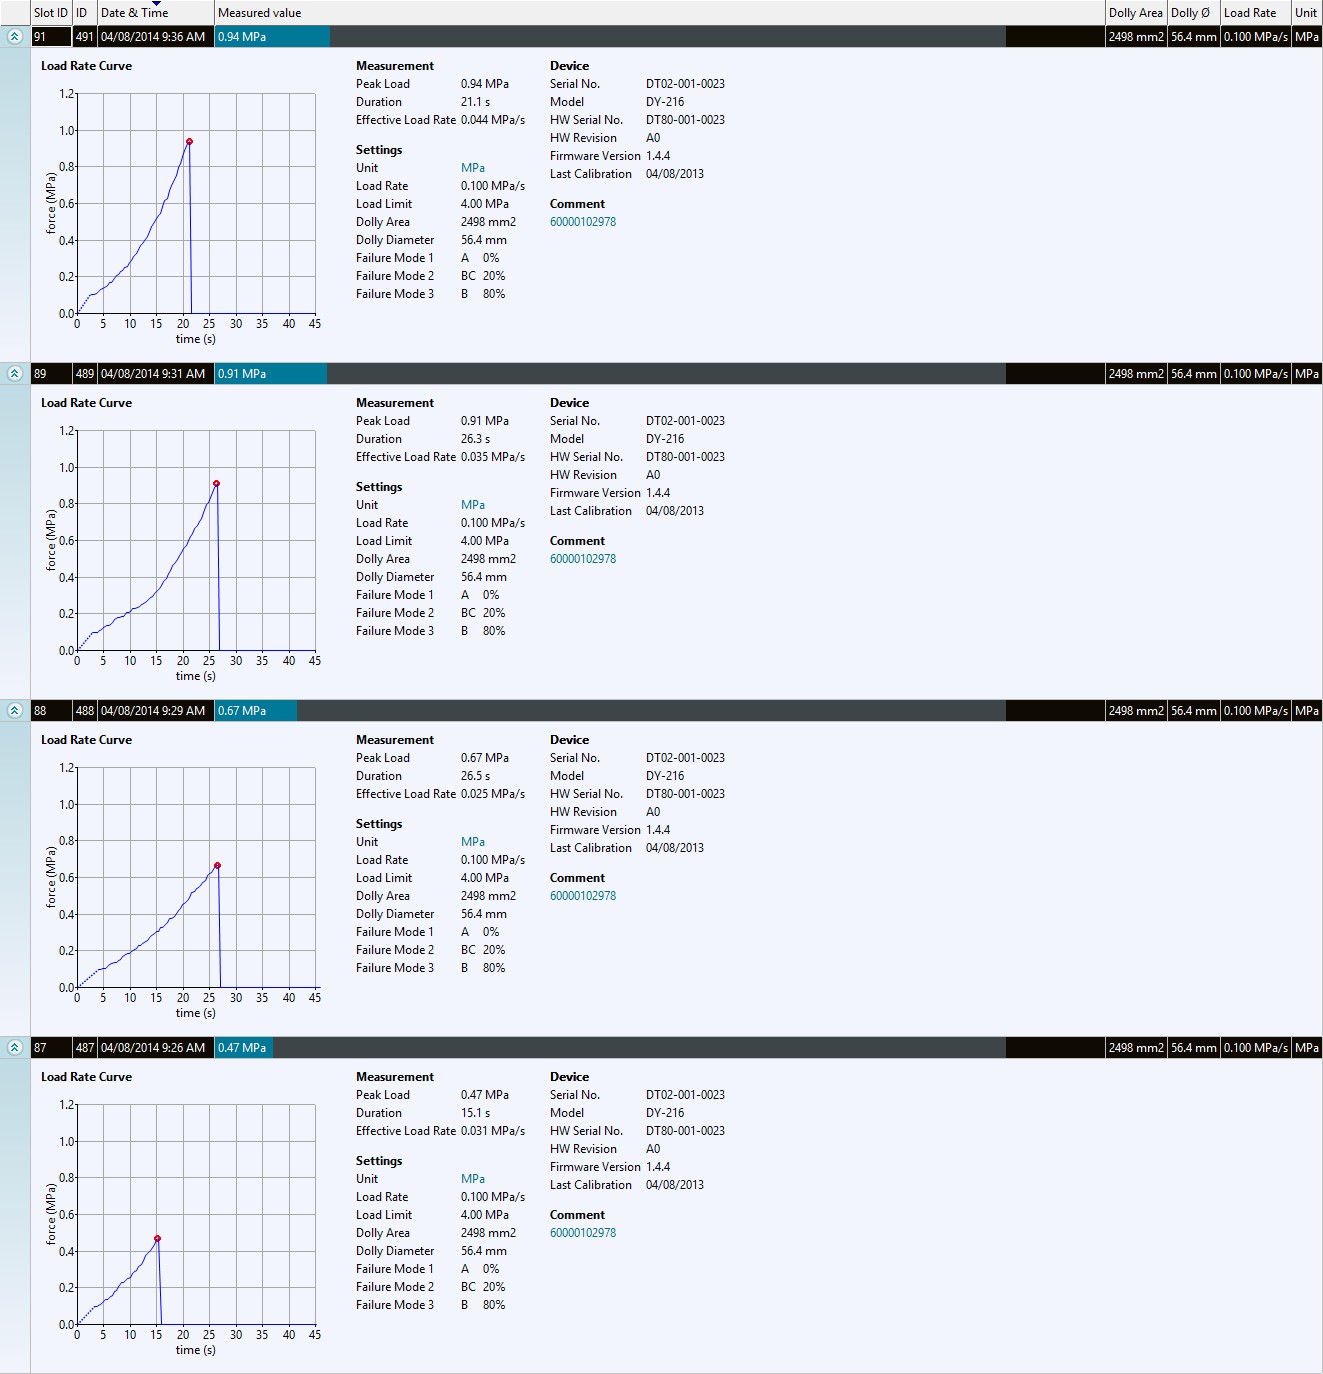 Slot ID ID Date & Time Measured value Dolly Area Dolly Ø Load Rate Unit
91 491 04/08/2014 9:36 AM 0.94 MPa 2498 mm2 56.4 mm 0.100 MPa/s MPa
Load Rate Curve Measurement Device
Peak Load 0.94 MPa Serial No. DT02-001-0023
1.2 Duration 21.1 s Model DY-216
Effective Load Rate 0.044 MPa/s HW Serial No. DT80-001-0023
1.0 HW Revision A0
Settings Firmware Version 1.4.4
0.8 Unit MPa Last Calibration 04/08/2013
Load Rate 0.100 MPa/s
0.6 Load Limit 4.00 MPa Comment
force (MPa) Dolly Area 2498 mm2 60000102978
0.4 Dolly Diameter 56.4 mm
Failure Mode 1 A 0%
0.2 Failure Mode 2 BC 20%
Failure Mode 3 B 80%
0.0
0 5 10 15 20 25 30 35 40 45
time (s)
89 489 04/08/2014 9:31 AM 0.91 MPa 2498 mm2 56.4 mm 0.100 MPa/s MPa
Load Rate Curve Measurement Device
Peak Load 0.91 MPa Serial No. DT02-001-0023
1.2 Duration 26.3 s Model DY-216
Effective Load Rate 0.035 MPa/s HW Serial No. DT80-001-0023
1.0 HW Revision A0
Settings Firmware Version 1.4.4
0.8 Unit MPa Last Calibration 04/08/2013
Load Rate 0.100 MPa/s
0.6 Load Limit 4.00 MPa Comment
force (MPa) Dolly Area 2498 mm2 60000102978
0.4 Dolly Diameter 56.4 mm
Failure Mode 1 A 0%
0.2 Failure Mode 2 BC 20%
Failure Mode 3 B 80%
0.0
0 5 10 15 20 25 30 35 40 45
time (s)
88 488 04/08/2014 9:29 AM 0.67 MPa 2498 mm2 56.4 mm 0.100 MPa/s MPa
Load Rate Curve Measurement Device
Peak Load 0.67 MPa Serial No. DT02-001-0023
1.2 Duration 26.5 s Model DY-216
Effective Load Rate 0.025 MPa/s HW Serial No. DT80-001-0023
1.0 HW Revision A0
Settings Firmware Version 1.4.4
0.8 Unit MPa Last Calibration 04/08/2013
Load Rate 0.100 MPa/s
0.6 Load Limit 4.00 MPa Comment
force (MPa) Dolly Area 2498 mm2 60000102978
0.4 Dolly Diameter 56.4 mm
Failure Mode 1 A 0%
0.2 Failure Mode 2 BC 20%
Failure Mode 3 B 80%
0.0
0 5 10 15 20 25 30 35 40 45
time (s)
87 487 04/08/2014 9:26 AM 0.47 MPa 2498 mm2 56.4 mm 0.100 MPa/s MPa
Load Rate Curve Measurement Device
Peak Load 0.47 MPa Serial No. DT02-001-0023
1.2 Duration 15.1 s Model DY-216
Effective Load Rate 0.031 MPa/s HW Serial No. DT80-001-0023
1.0 HW Revision A0
Settings Firmware Version 1.4.4
0.8 Unit MPa Last Calibration 04/08/2013
Load Rate 0.100 MPa/s
0.6 Load Limit 4.00 MPa Comment
force (MPa) Dolly Area 2498 mm2 60000102978
0.4 Dolly Diameter 56.4 mm
Failure Mode 1 A 0%
0.2 Failure Mode 2 BC 20%
Failure Mode 3 B 80%
0.0
0 5 10 15 20 25 30 35 40 45
time (s)